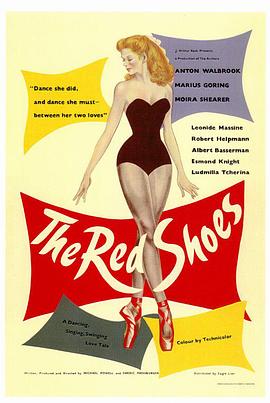 J. Arthur Rank Presents
a Production of The Archers
ANTON WALBROOK
MARIUS GORING
MOIRA SHEARER
"Dance she did,
and dance she must—
between her two loves"
Leonide Massine
Robert Helpmann
Albert Basserman
Esmond Knight
Ludmilla Tcherina
The Red Shoes
A Dancing,
Singing, Swinging
Love Tale
Colour by Technicolor
Written, Produced and Directed by MICHAEL POWELL and EMERIC PRESSBURGER
Distributed by Eagle Lion